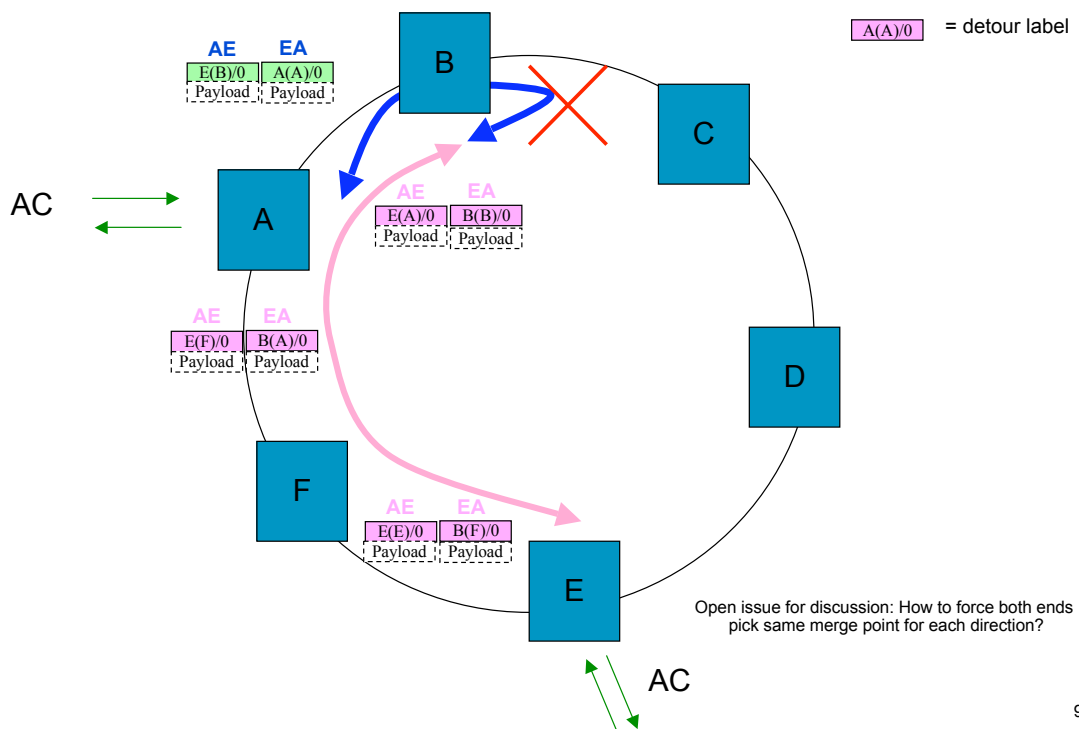 A(A)/0 = detour label
AE EA
E(B)/0 A(A)/0
Payload Payload
B
C
AC
A
AE EA
E(A)/0 B(B)/0
Payload Payload
AE EA
E(F)/0 B(A)/0
Payload Payload
D
F
AE EA
E(E)/0 B(F)/0
Payload Payload
E
Open issue for discussion: How to force both ends
pick same merge point for each direction?
AC
9